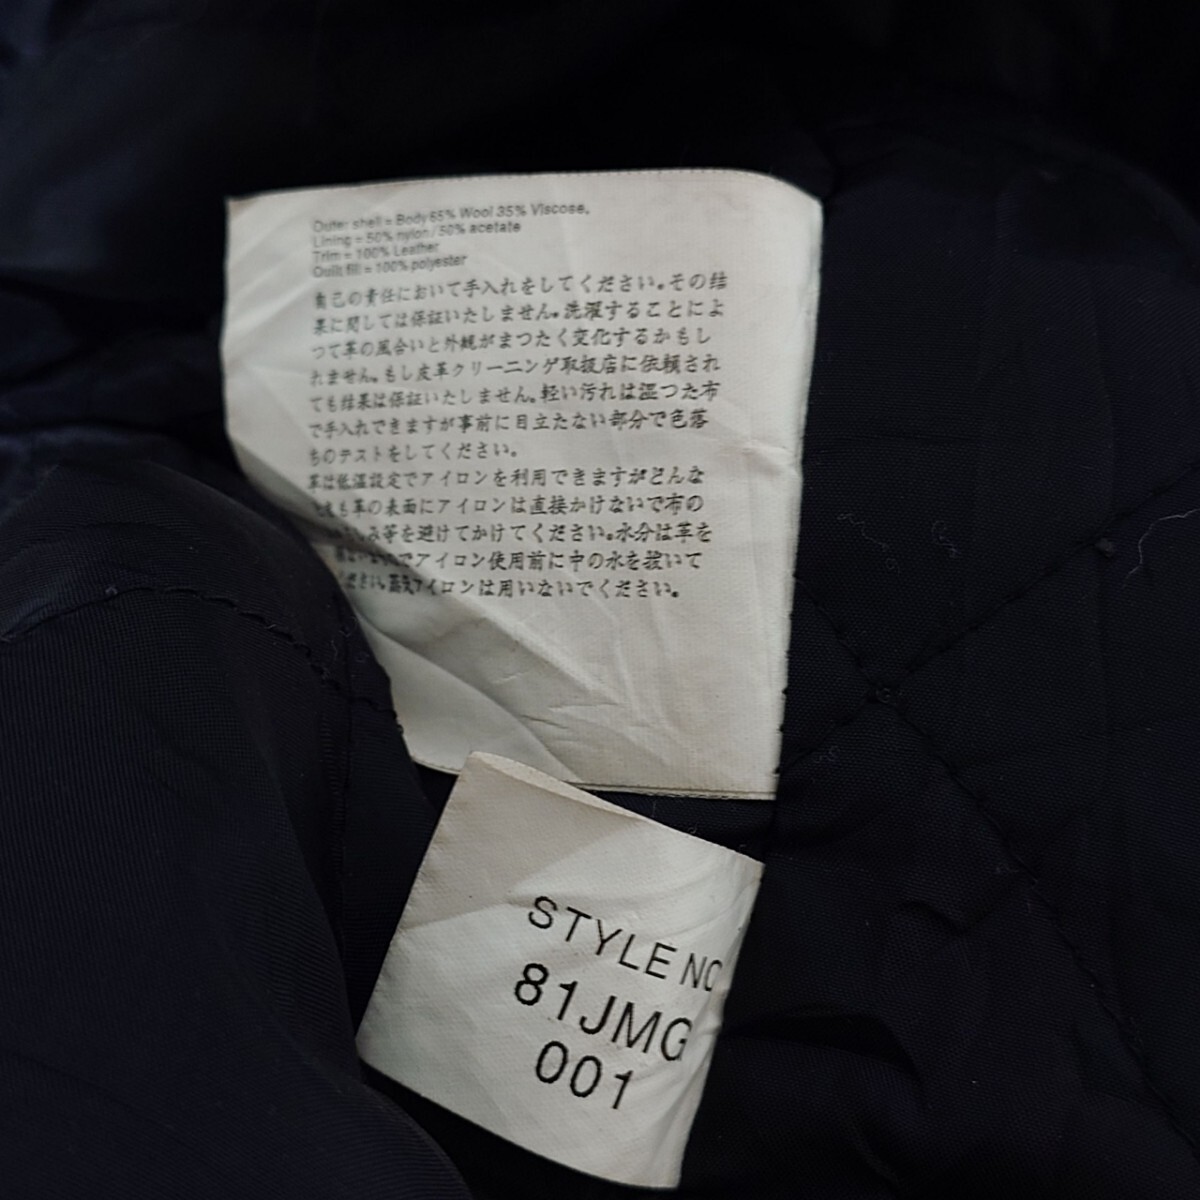 Outer shell = Body 65% Wool 35% Viscose.
Lining = 50% nylon / 50% acetate
Trim = 100% Leather
Quilt fill = 100% polyester
自己の責任において手入れをしてください。その結
果に関しては保証いたしません。洗濯することによ
つて革の風合いと外観がまつたく変化するかもし
れません。もし皮革クリーニング取扱店に依頼され
ても結果は保証いたしません。軽い汚れは湿つた布
で手入れできますが事前に目立たない部分で色落
ちのテストをしてください。
革は低温設定でアイロンを利用できますがどんな
も革の表面にアイロンは直接かけないで布の
しみ等を避けてかけてください。水分は革を
でアイロン使用前に中の水を抜いて
ださい。蒸気アイロンは用いないでください。
STYLE NO
81JMG
001